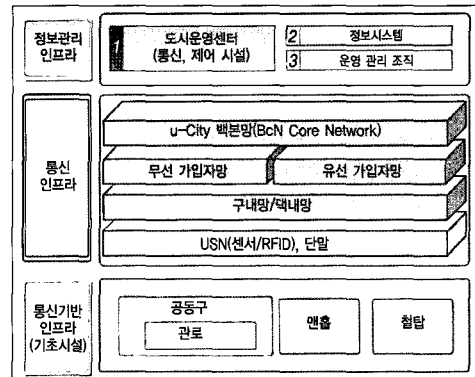 정보관리
인프라
1
도시운영센터
(통신, 제어 시설)
2 정보시스템
3 운영 관리 조직
통신
인프라
u-City 백본망(BcN Core Network)
무선 가입자망
유선 가입자망
구내망/댁내망
USN(센서/RFID), 단말
통신기반
인프라
(기초시설)
공동구
관로
맨홀
철탑